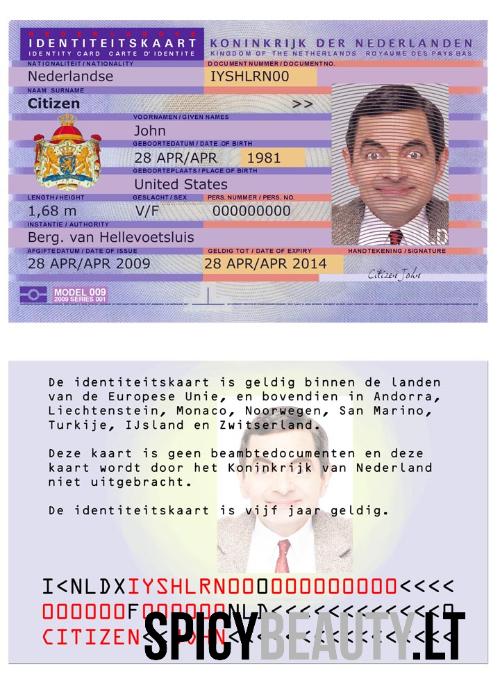 IDENTITEITSKAART KONINKRIJK DER NEDERLANDEN
IDENTITY CARD CARTE D'IDENTITE KINGDOM OF THE NETHERLANDS ROYAUME DES PAYS-BAS
NATIONALITEIT/NATIONALITY DOCUMENT NUMMER/DOCUMENTNO.
Nederlandse IYSHLRN00
NAAM SURNAME
Citizen >>
VOORNAMEN/GIVEN NAMES
John
GEBOORTEDATUM/DATE OF BIRTH
28 APR/APR 1981
GEBOORTEPLAATS/PLACE OF BIRTH
United States
LENGTH/HEIGHT GESLACHT/SEX PERS. NUMMER/PERS. NO.
1,68 m V/F 000000000
INSTANTIE/AUTHORITY
Berg. van Hellevoetsluis
AFGIFTEDATUM/DATE OF ISSUE GELDIG TOT/DATE OF EXPIRY HANDTEKENING/SIGNATURE
28 APR/APR 2009 28 APR/APR 2014
Citizen John
MODEL 009
2009 SERIES 001
De identiteitskaart is geldig binnen de landen
van de Europese Unie, en bovendien in Andorra,
Liechtenstein, Monaco, Noorwegen, San Marino,
Turkije, IJsland en Zwitserland.
Deze kaart is geen beambtedocumenten en deze
kaart wordt door het Koninkrijk van Nederland
niet uitgebracht.
De identiteitskaart is vijf jaar geldig.
I<NLDXIYSHLRN00000000000000<<<<
000000F000000NLD<<<<<<<<<<<<<0
CITIZEN<<JOHN<<<<<<<<<<<<<<<<<
SPICYBEAUTY.LT